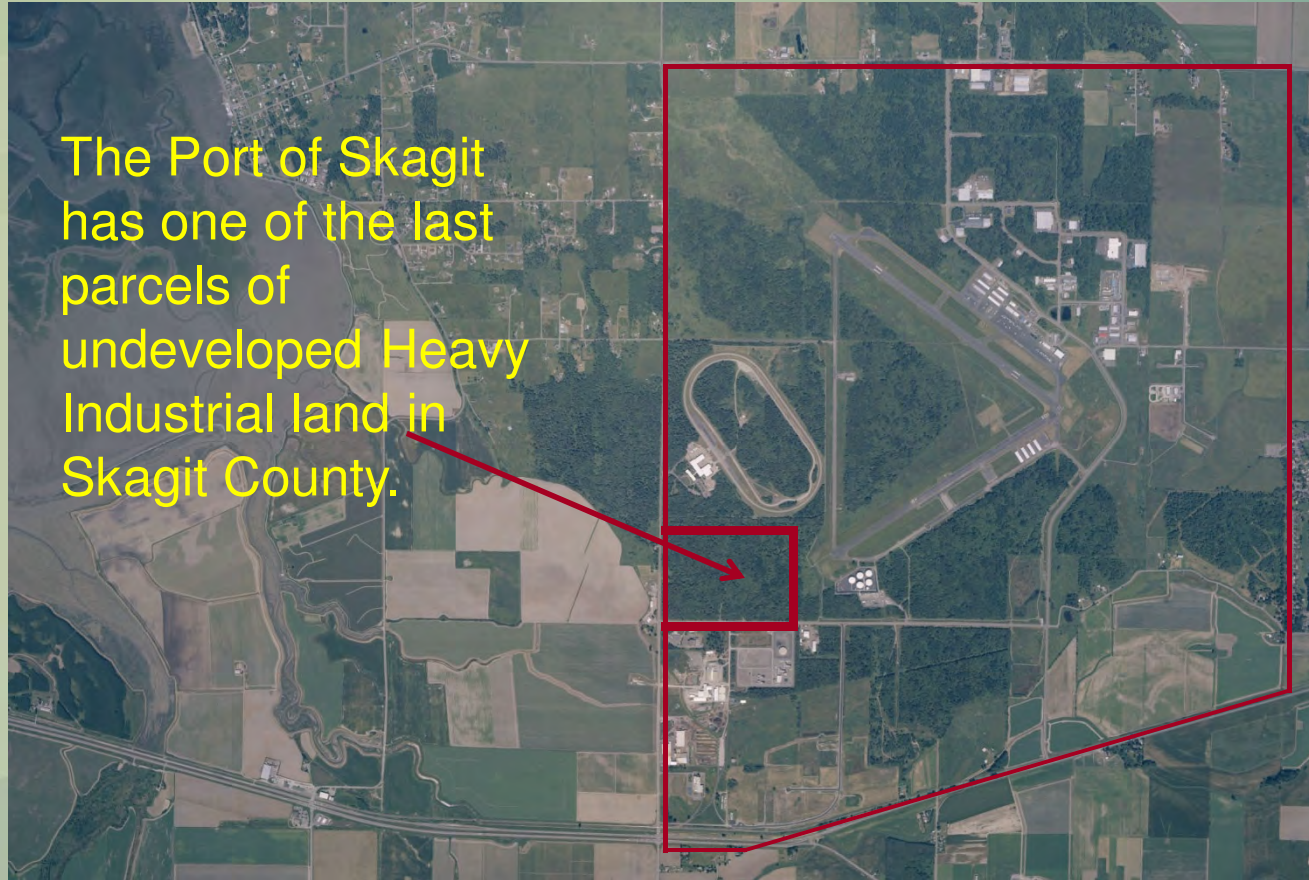 The Port of Skagit
has one of the last
parcels of
undeveloped Heavy
Industrial land in
Skagit County.